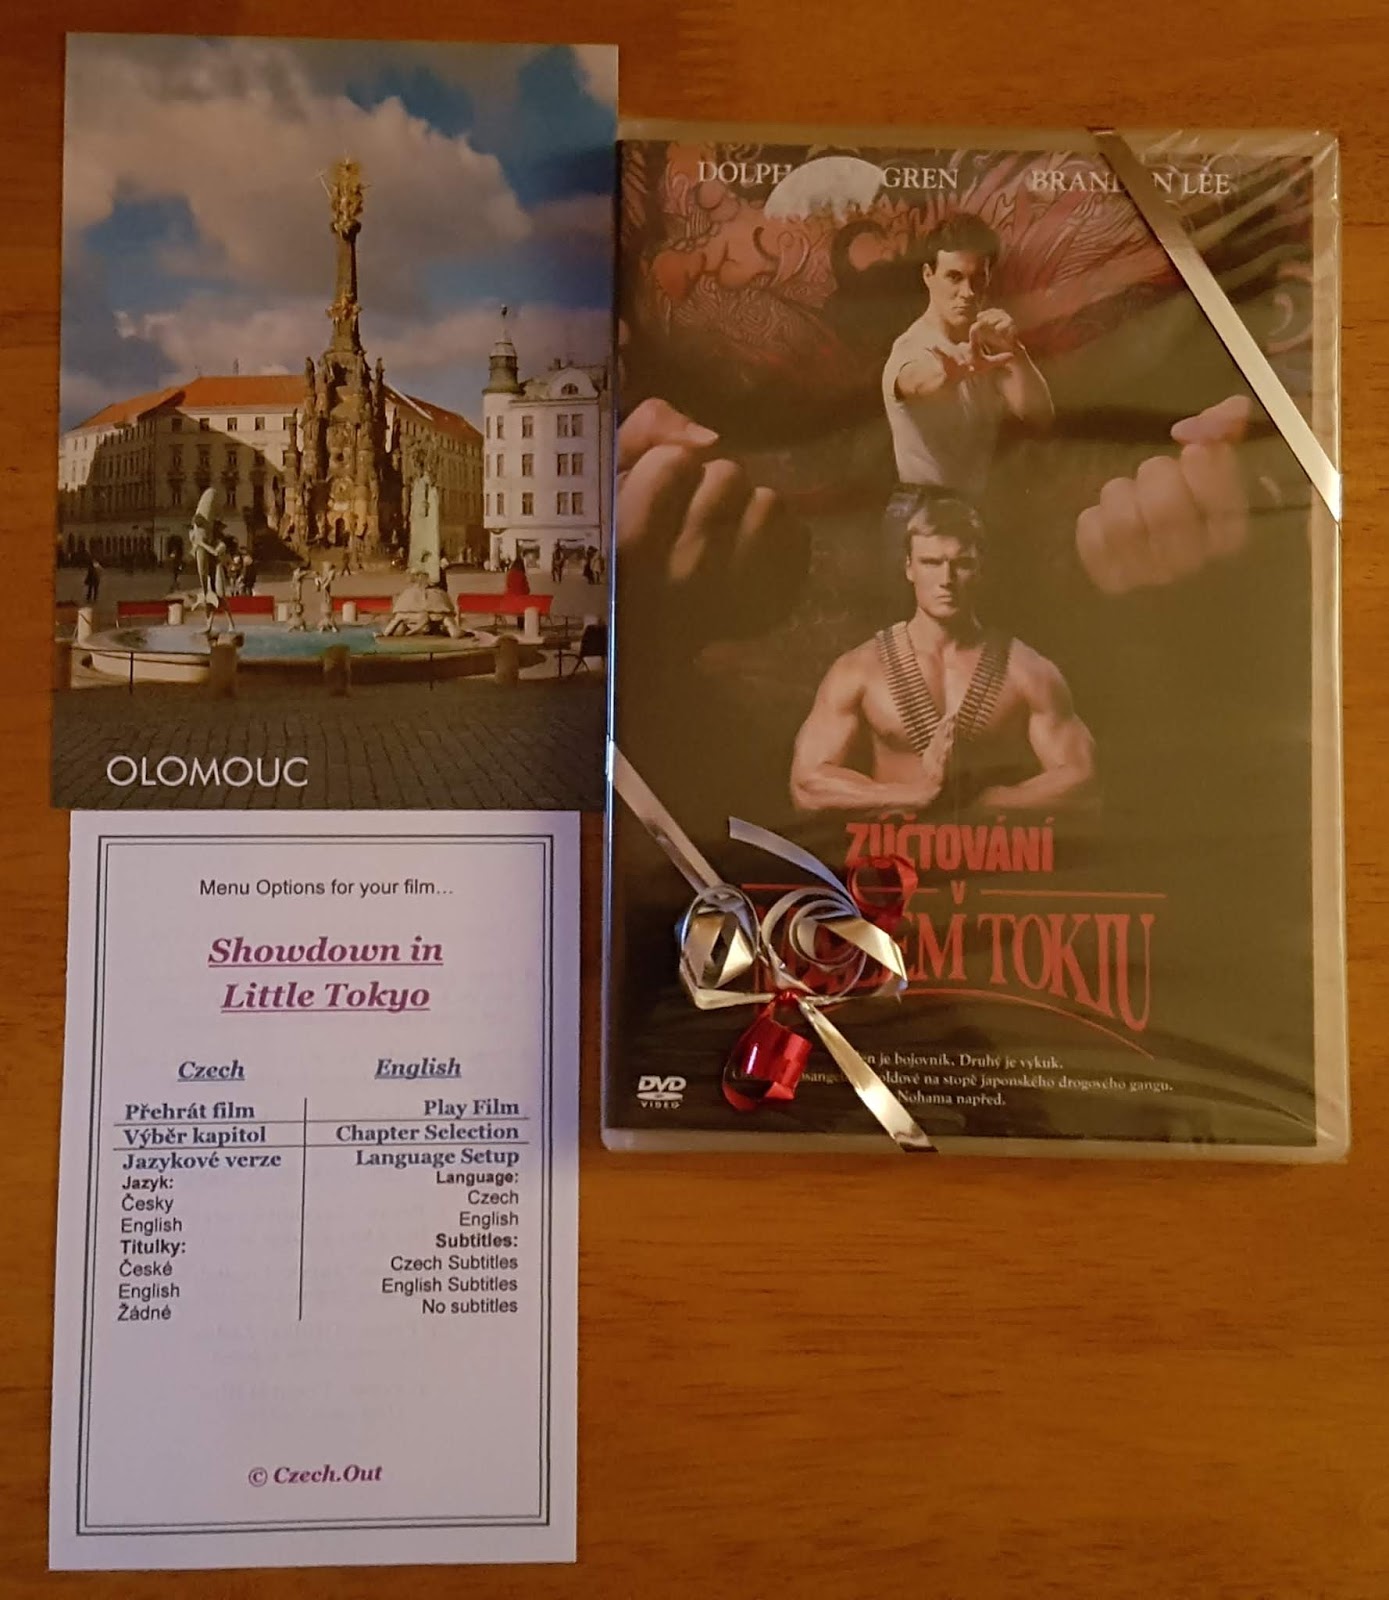 OLOMOUC
Menu Options for your film...
Showdown in
Little Tokyo
Czech English
Přehrát film Play Film
Výběr kapitol Chapter Selection
Jazykové verze Language Setup
Jazyk: Language:
Česky Czech
English English
Titulky: Subtitles:
České Czech Subtitles
English English Subtitles
Žádné No subtitles
© Czech.Out
DOLPH GREN BRAND N LEE
ZÚČTOVÁNÍ
V
TOKIU
je bojovník. Druhý je vykuk.
na stopě japonského drogového gangu.
Nohama napřed.
DVD
VIDEO